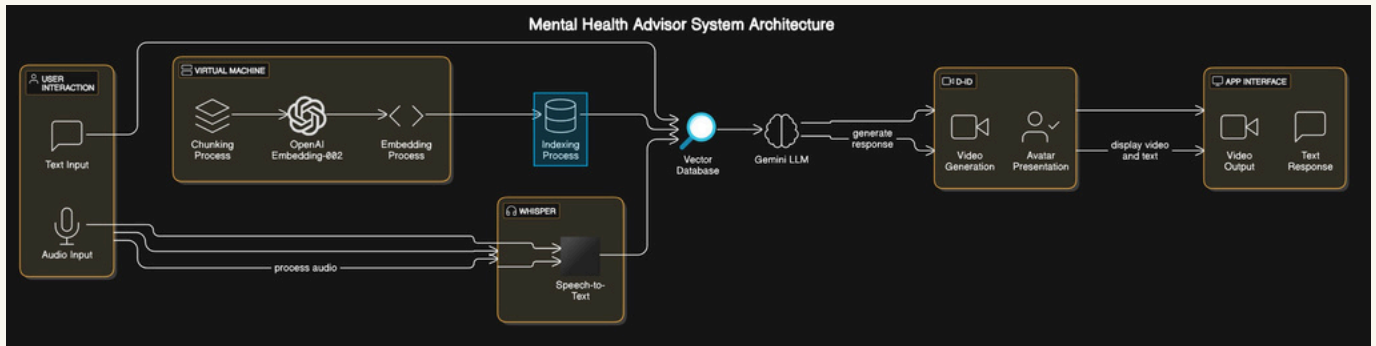 Mental Health Advisor System Architecture
USER
INTERACTION
Text Input
Audio Input
VIRTUAL MACHINE
Chunking
Process
OpenAI
Embedding-002
Embedding
Process
Indexing
Process
process audio
WHISPER
Speech-to-
Text
Vector
Database
Gemini LLM
generate
response
D-ID
Video
Generation
Avatar
Presentation
display video
and text
APP INTERFACE
Video
Output
Text
Response